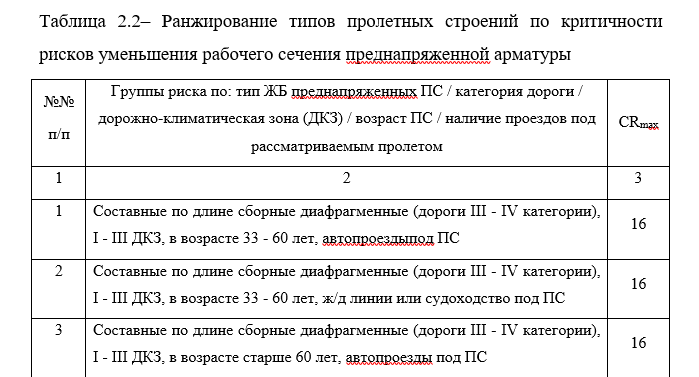 Таблица 2.2– Ранжирование типов пролетных строений по критичности
рисков уменьшения рабочего сечения преднапряженной арматуры
№№
п/п
Группы риска по: тип ЖБ преднапряженных ПС / категория дороги /
дорожно-климатическая зона (ДКЗ) / возраст ПС / наличие проездов под
рассматриваемым пролетом
CRmax
1
2
3
1
Составные по длине сборные диафрагменные (дороги III - IV категории),
I - III ДКЗ, в возрасте 33 - 60 лет, автопроездыпод ПС
16
2
Составные по длине сборные диафрагменные (дороги III - IV категории),
I - III ДКЗ, в возрасте 33 - 60 лет, ж/д линии или судоходство под ПС
16
3
Составные по длине сборные диафрагменные (дороги III - IV категории),
I - III ДКЗ, в возрасте старше 60 лет, автопроезды под ПС
16